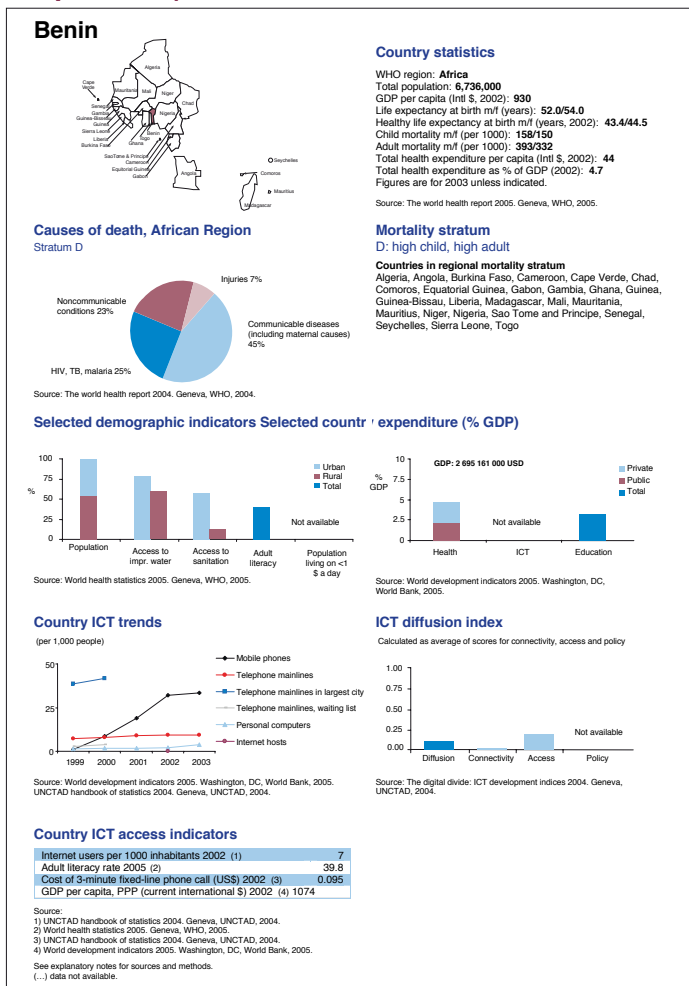 Benin
Algeria
Cape
Verde
Mauritania
Mali
Niger
Chad
Senegal
Gambia
Guinea-Bissau
Guinea
Nigeria
Sierra Leone
Liberia
Burkina Faso
Benin
Togo
Ghana
SaoTome & Principe
Cameroon
Equitorial Guinea
Gabon
Angola
Seychelles
Comoros
Mauritius
Madagascar
Country statistics
WHO region: Africa
Total population: 6,736,000
GDP per capita (Intl $, 2002): 930
Life expectancy at birth m/f (years): 52.0/54.0
Healthy life expectancy at birth m/f (years, 2002): 43.4/44.5
Child mortality m/f (per 1000): 158/150
Adult mortality m/f (per 1000): 393/332
Total health expenditure per capita (Intl $, 2002): 44
Total health expenditure as % of GDP (2002): 4.7
Figures are for 2003 unless indicated.
Source: The world health report 2005. Geneva, WHO, 2005.
Causes of death, African Region
Stratum D
Injuries 7%
Noncommunicable
conditions 23%
Communicable diseases
(including maternal causes)
45%
HIV, TB, malaria 25%
Source: The world health report 2004. Geneva, WHO, 2004.
Mortality stratum
D: high child, high adult
Countries in regional mortality stratum
Algeria, Angola, Burkina Faso, Cameroon, Cape Verde, Chad,
Comoros, Equatorial Guinea, Gabon, Gambia, Ghana, Guinea,
Guinea-Bissau, Liberia, Madagascar, Mali, Mauritania,
Mauritius, Niger, Nigeria, Sao Tome and Principe, Senegal,
Seychelles, Sierra Leone, Togo
Selected demographic indicators Selected country expenditure (% GDP)
100
75
%
50
25
0
Urban
Rural
Total
Not available
Population
Access to
impr. water
Access to
sanitation
Adult
literacy
Population
living on <1
$ a day
Source: World health statistics 2005. Geneva, WHO, 2005.
GDP: 2 695 161 000 USD
10
%
GDP
7.5
5
2.5
0
Private
Public
Total
Not available
Health
ICT
Education
Source: World development indicators 2005. Washington, DC,
World Bank, 2005.
Country ICT trends
(per 1,000 people)
50
25
0
1999 2000 2001 2002 2003
Mobile phones
Telephone mainlines
Telephone mainlines in largest city
Telephone mainlines, waiting list
Personal computers
Internet hosts
Source: World development indicators 2005. Washington, DC, World Bank, 2005.
UNCTAD handbook of statistics 2004. Geneva, UNCTAD, 2004.
ICT diffusion index
Calculated as average of scores for connectivity, access and policy
1.00
0.75
0.50
0.25
0.00
Not available
Diffusion
Connectivity
Access
Policy
Source: The digital divide: ICT development indices 2004. Geneva,
UNCTAD, 2004.
Country ICT access indicators
Internet users per 1000 inhabitants 2002 (1) 7
Adult literacy rate 2005 (2) 39.8
Cost of 3-minute fixed-line phone call (US$) 2002 (3) 0.095
GDP per capita, PPP (current international $) 2002 (4) 1074
Source:
1) UNCTAD handbook of statistics 2004. Geneva, UNCTAD, 2004.
2) World health statistics 2005. Geneva, WHO, 2005.
3) UNCTAD handbook of statistics 2004. Geneva, UNCTAD, 2004.
4) World development indicators 2005. Washington, DC, World Bank, 2005.
See explanatory notes for sources and methods.
(...) data not available.